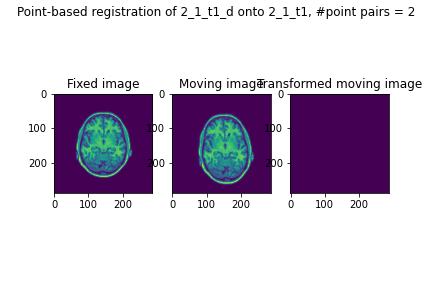 Point-based registration of 2_1_t1_d onto 2_1_t1, #point pairs = 2
Fixed image
Moving image
Transformed moving image
0
100
200
0
100
200
0
100
200
0 100 200
0 100 200
0 100 200